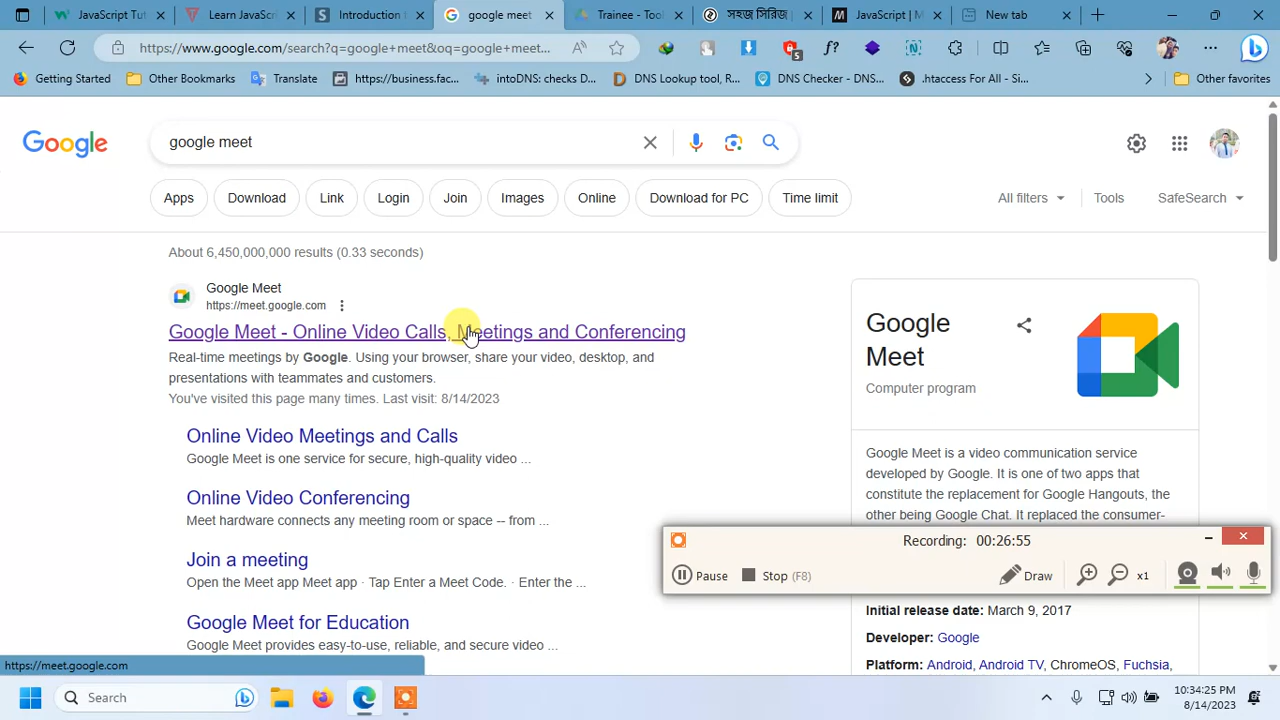 JavaScript Tut
Learn JavaSc
Introduction
google meet
Trainee - Tool
সহজ সিরিজ
JavaScript | M
New tab
https://www.google.com/search?q=google+meet&oq=google+meet...
Getting Started
Other Bookmarks
Translate
https://business.fac...
intoDNS: checks D...
DNS Lookup tool, R...
DNS Checker - DNS...
.htaccess For All - Si...
Other favorites
Google
google meet
Apps
Download
Link
Login
Join
Images
Online
Download for PC
Time limit
All filters
Tools
SafeSearch
About 6,450,000,000 results (0.33 seconds)
Google Meet
https://meet.google.com
Google Meet - Online Video Calls, Meetings and Conferencing
Real-time meetings by Google. Using your browser, share your video, desktop, and
presentations with teammates and customers.
You've visited this page many times. Last visit: 8/14/2023
Online Video Meetings and Calls
Google Meet is one service for secure, high-quality video ...
Online Video Conferencing
Meet hardware connects any meeting room or space -- from ...
Join a meeting
Open the Meet app Meet app · Tap Enter a Meet Code. · Enter the ...
Google Meet for Education
Google Meet provides easy-to-use, reliable, and secure video ...
Google
Meet
Computer program
Google Meet is a video communication service
developed by Google. It is one of two apps that
constitute the replacement for Google Hangouts, the
other being Google Chat. It replaced the consumer-
Recording: 00:26:55
Pause
Stop (F8)
Draw
x1
Initial release date: March 9, 2017
Developer: Google
Platform: Android, Android TV, ChromeOS, Fuchsia,
https://meet.google.com
Search
10:34:25 PM
8/14/2023